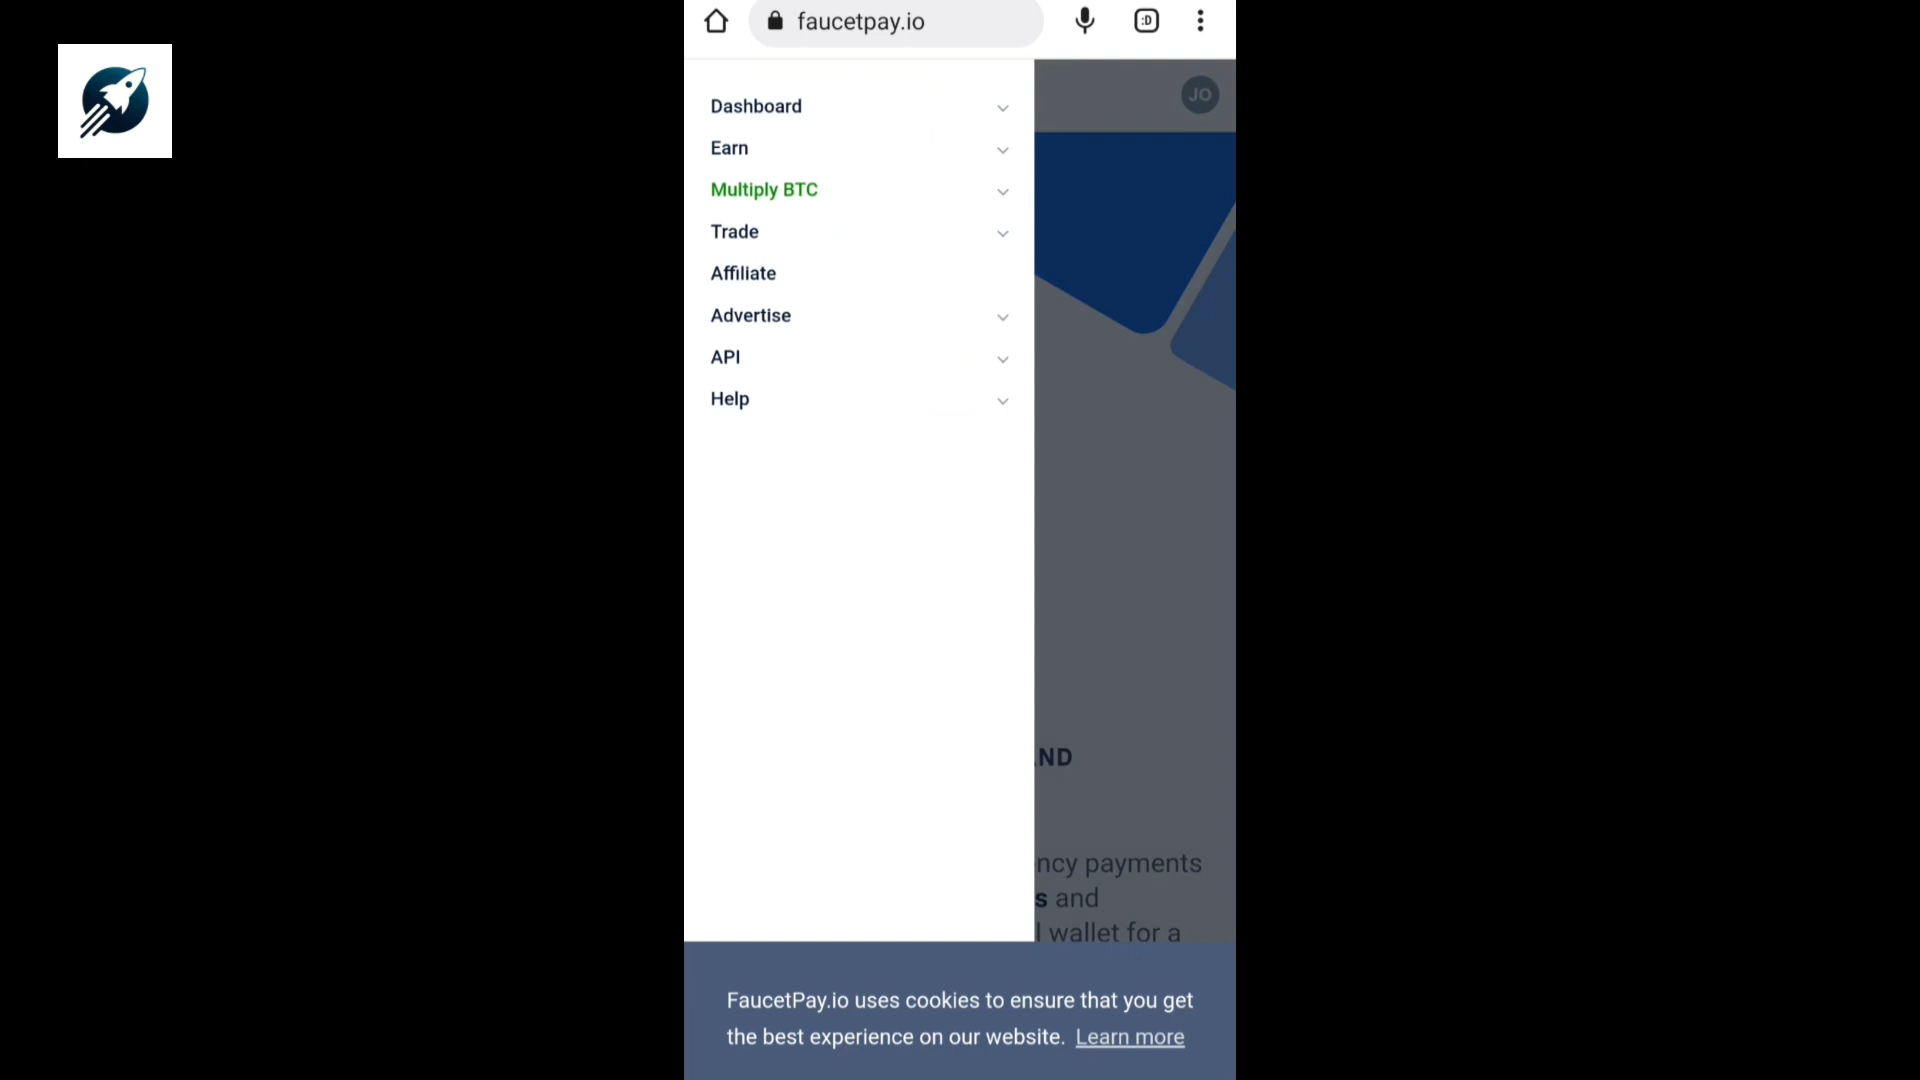 faucetpay.io
:D
JO
Dashboard
Earn
Multiply BTC
Trade
Affiliate
Advertise
API
Help
ND
ncy payments
s and
l wallet for a
FaucetPay.io uses cookies to ensure that you get
the best experience on our website. Learn more